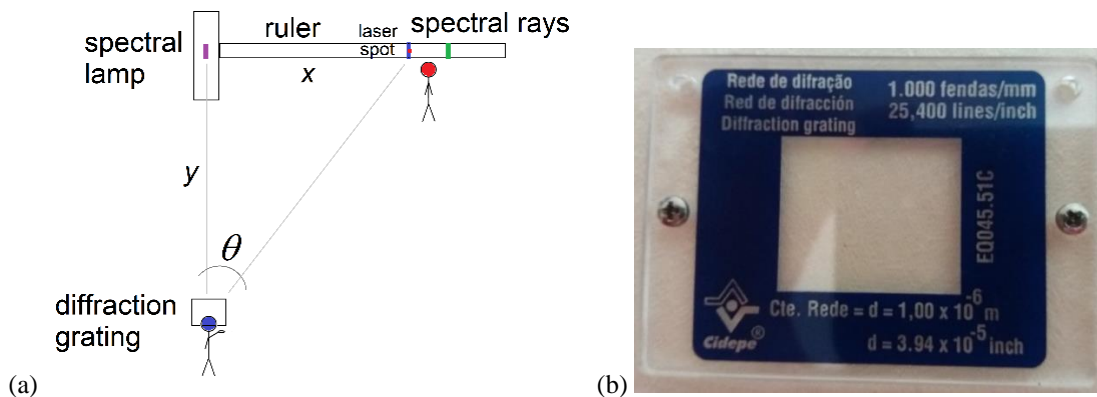 spectral lamp
ruler
x
laser spot
spectral rays
y
θ
diffraction grating
(a)
Rede de difração
Red de difracción
Diffraction grating
1.000 fendas/mm
25,400 lines/inch
EQ045.51C
Cidepe®
Cte. Rede = d = 1,00 x 10⁻⁶ m
d = 3.94 x 10⁻⁵ inch
(b)